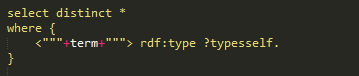 select distinct *
where {
    <"""+term+"""> rdf:type ?typesself.
}